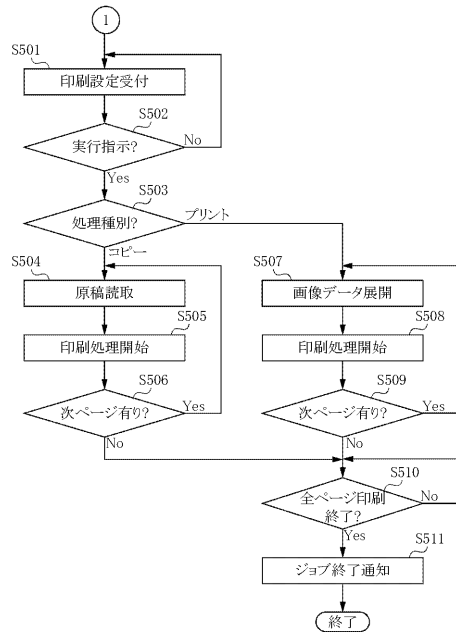 1
S501
印刷設定受付
S502
実行指示?
No
Yes
S503
処理種別?
プリント
コピー
S504
原稿読取
S505
印刷処理開始
S506
次ページ有り?
Yes
No
S507
画像データ展開
S508
印刷処理開始
S509
次ページ有り?
Yes
No
S510
全ページ印刷
終了?
No
Yes
S511
ジョブ終了通知
終了